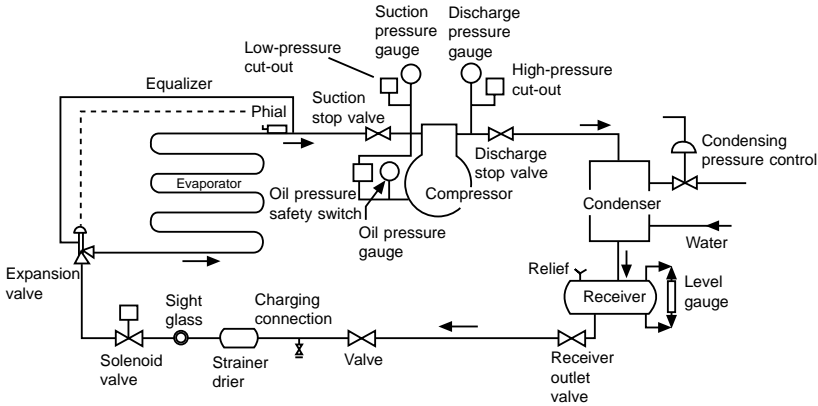 Suction
pressure
gauge
Discharge
pressure
gauge
Low-pressure
cut-out
High-pressure
cut-out
Equalizer
Phial
Suction
stop valve
Condensing
pressure control
Discharge
stop valve
Evaporator
Oil pressure
safety switch
Compressor
Oil pressure
gauge
Condenser
Water
Expansion
valve
Relief
Receiver
Level
gauge
Sight
glass
Charging
connection
Solenoid
valve
Strainer
drier
Valve
Receiver
outlet
valve